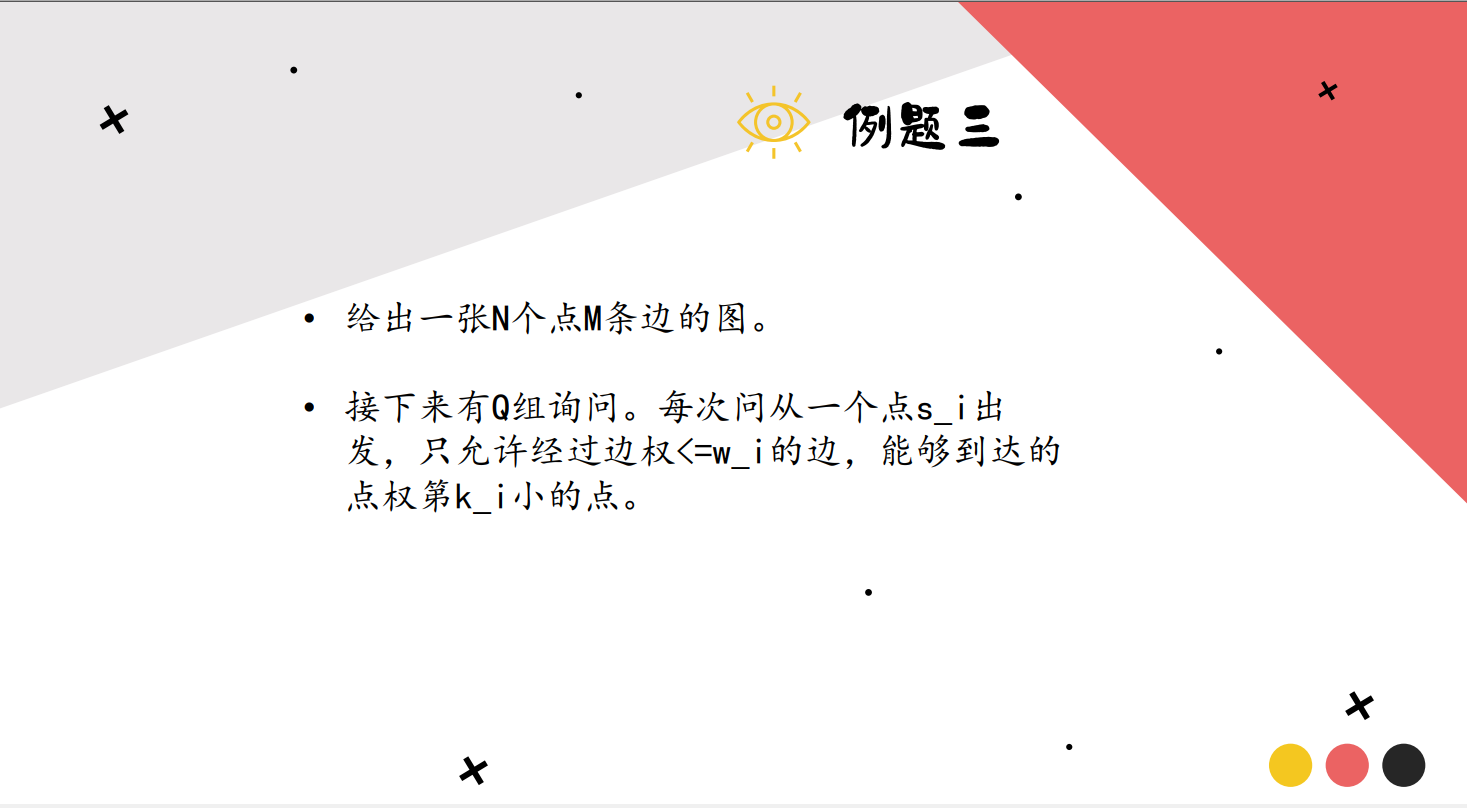 例题三
• 给出一张N个点M条边的图。
• 接下来有Q组询问。每次问从一个点s_i出
发，只允许经过边权<=w_i的边，能够到达的
点权第k_i小的点。